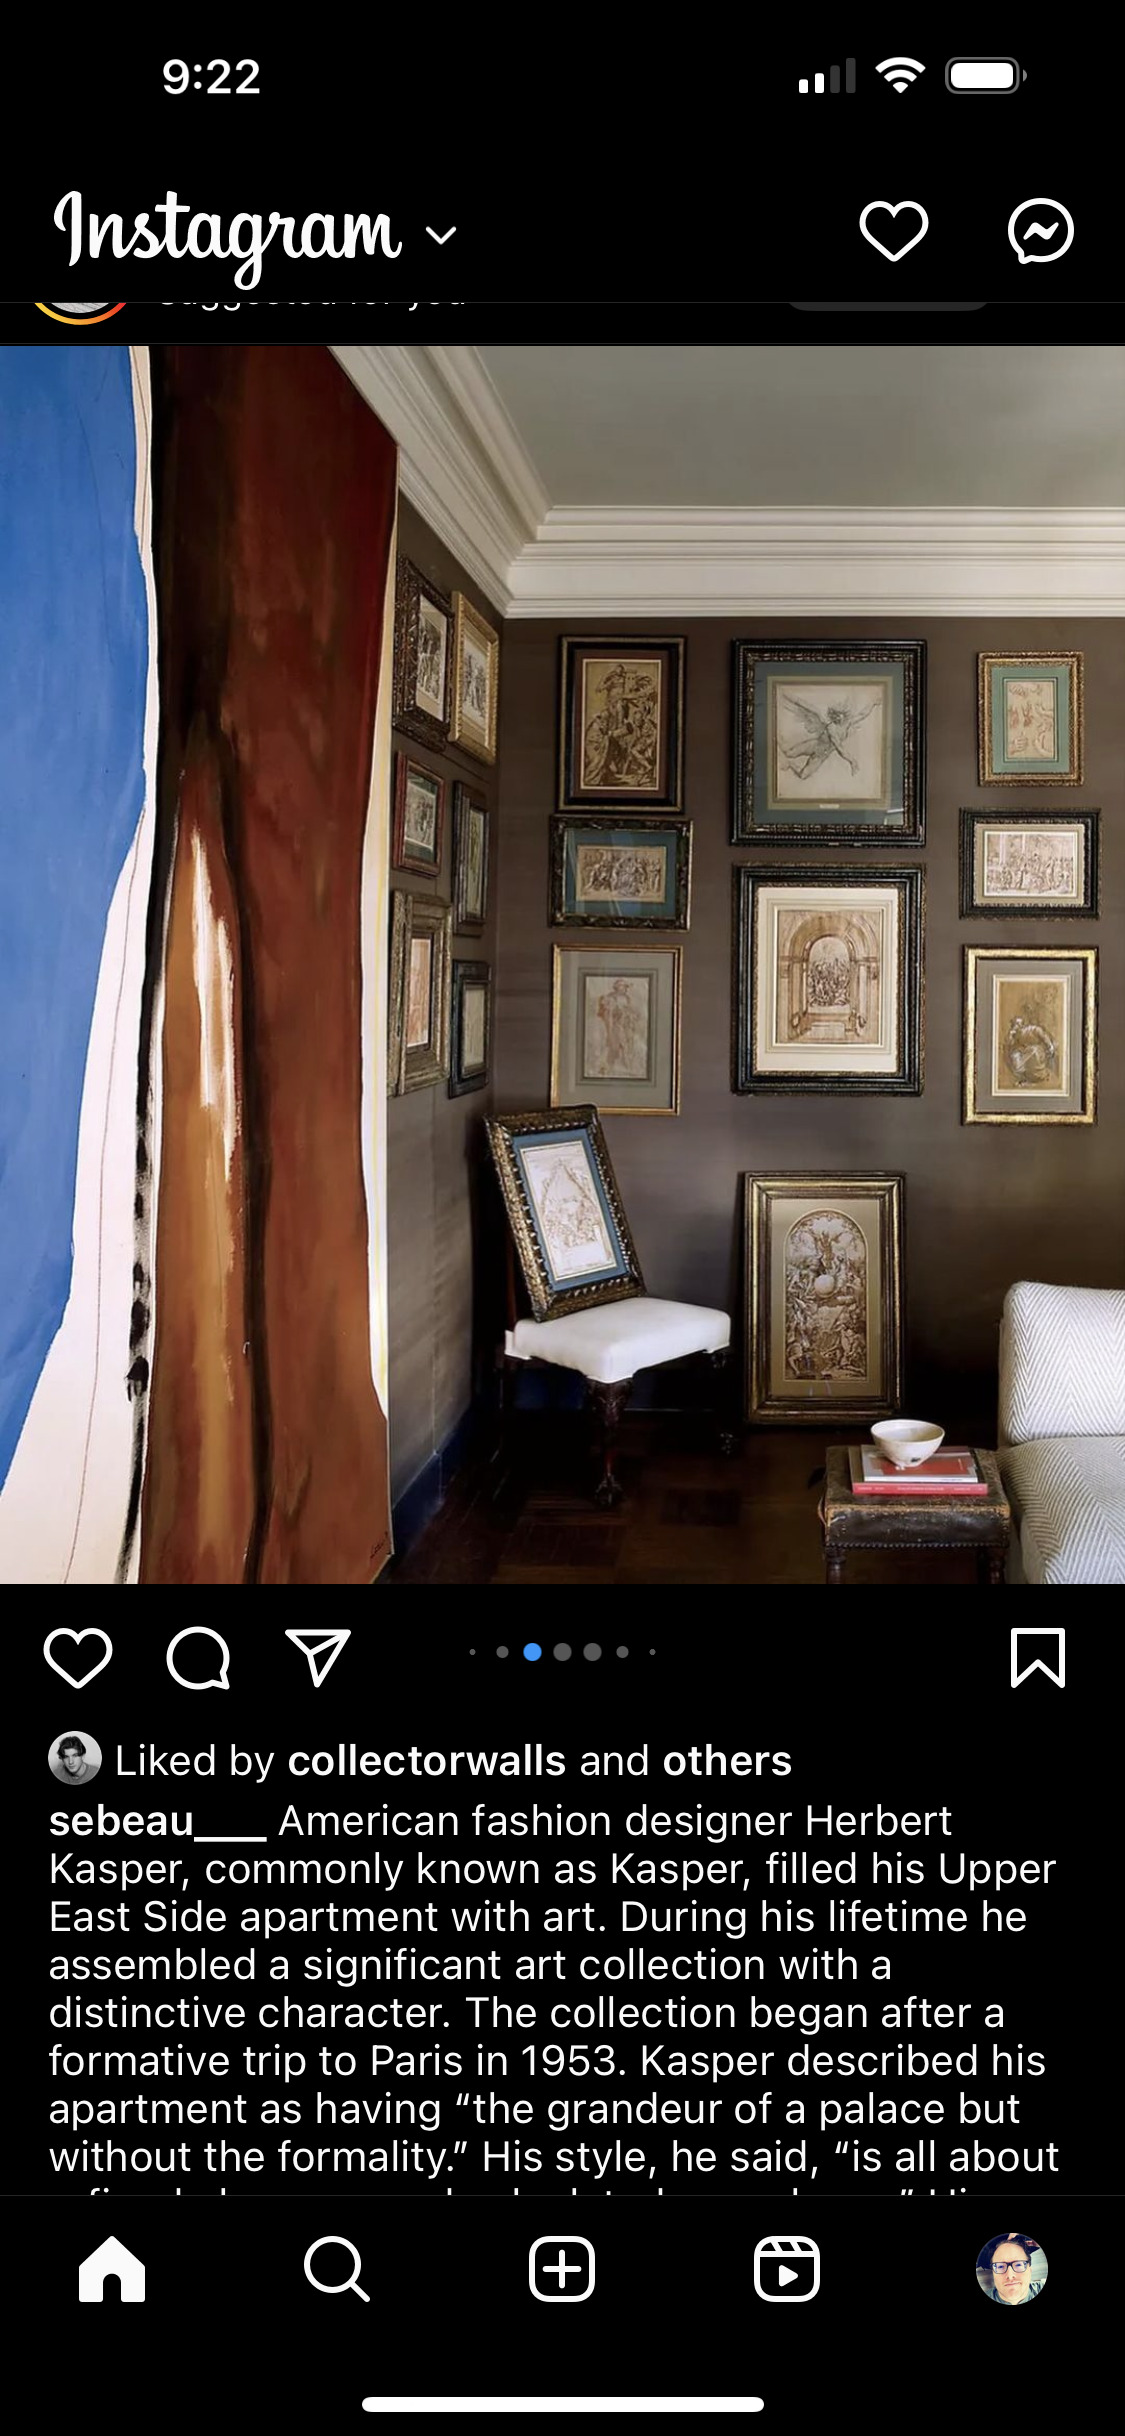 9:22
Instagram
Suggested for you
Liked by collectorwalls and others
sebeau___ American fashion designer Herbert
Kasper, commonly known as Kasper, filled his Upper
East Side apartment with art. During his lifetime he
assembled a significant art collection with a
distinctive character. The collection began after a
formative trip to Paris in 1953. Kasper described his
apartment as having “the grandeur of a palace but
without the formality.” His style, he said, “is all about